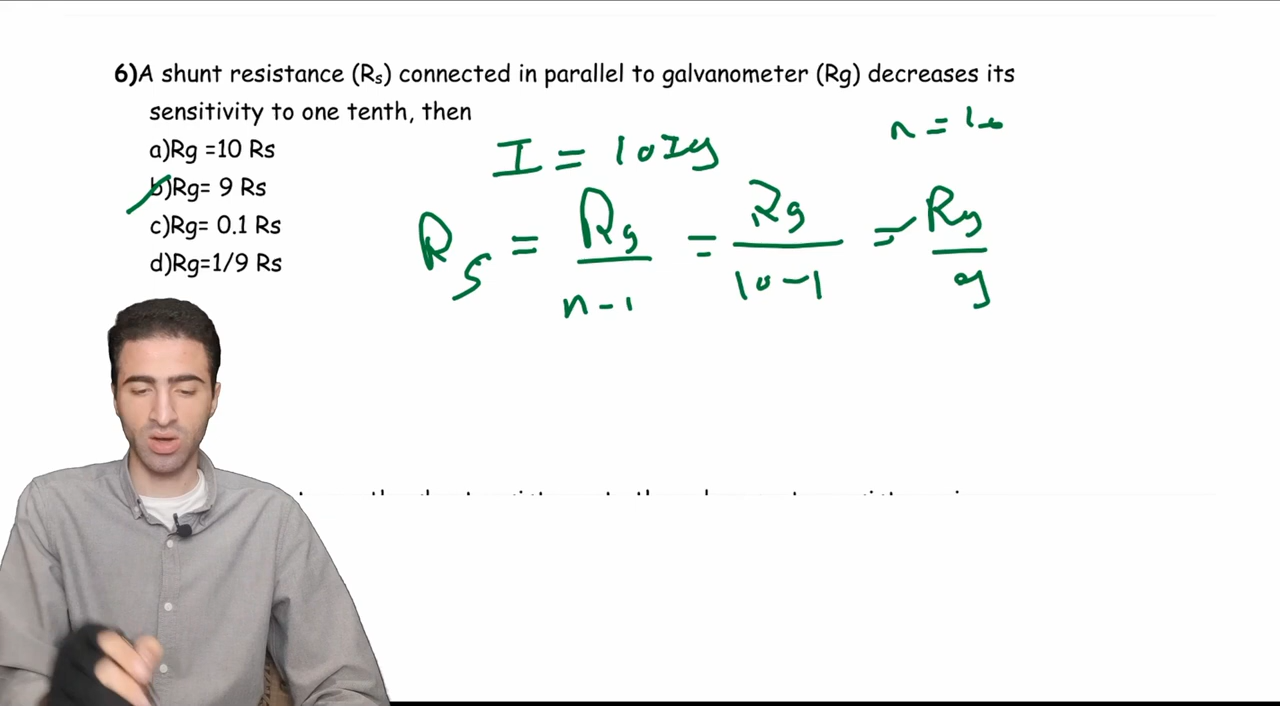 6)A shunt resistance (Rs) connected in parallel to galvanometer (Rg) decreases its
sensitivity to one tenth, then
n = 10
a)Rg =10 Rs
I = 10Ig
b)Rg= 9 Rs
c)Rg= 0.1 Rs
Rs = Rg/n-1 = Rg/10-1 = Rg/9
d)Rg=1/9 Rs